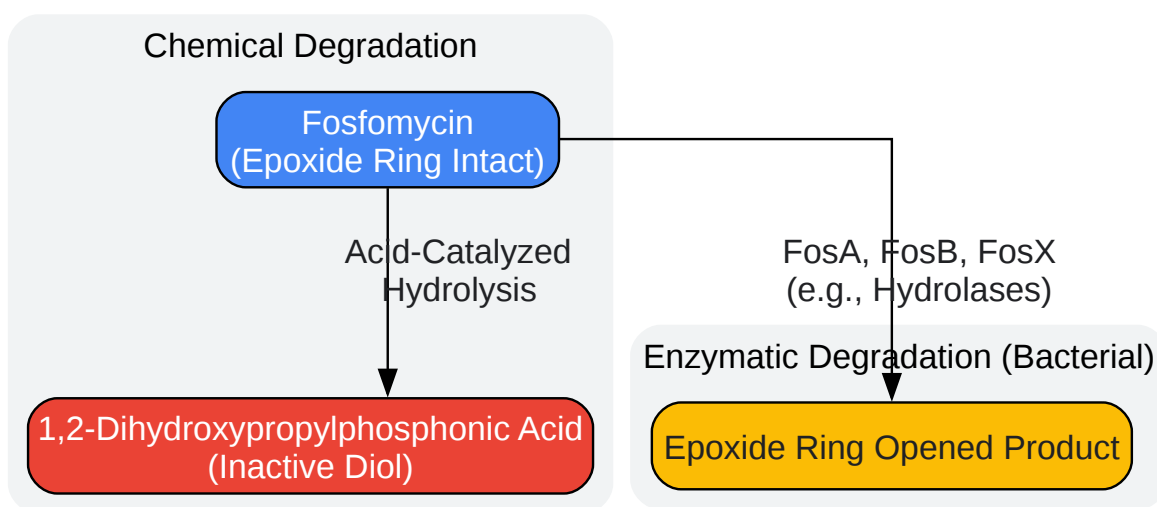 Chemical Degradation
Fosfomycin
(Epoxide Ring Intact)
Acid-Catalyzed
Hydrolysis
FosA, FosB, FosX
(e.g., Hydrolases)
Enzymatic Degradation (Bacterial)
1,2-Dihydroxypropylphosphonic Acid
(Inactive Diol)
Epoxide Ring Opened Product